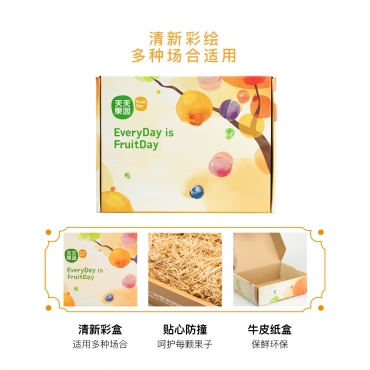 清新彩绘
多种场合适用
天天
果园
Fruit
Day
EveryDay is
FruitDay
天天
果园
EveryDay is
FruitDay
清新彩盒
贴心防撞
牛皮纸盒
适用多种场合
呵护每颗果子
保鲜环保